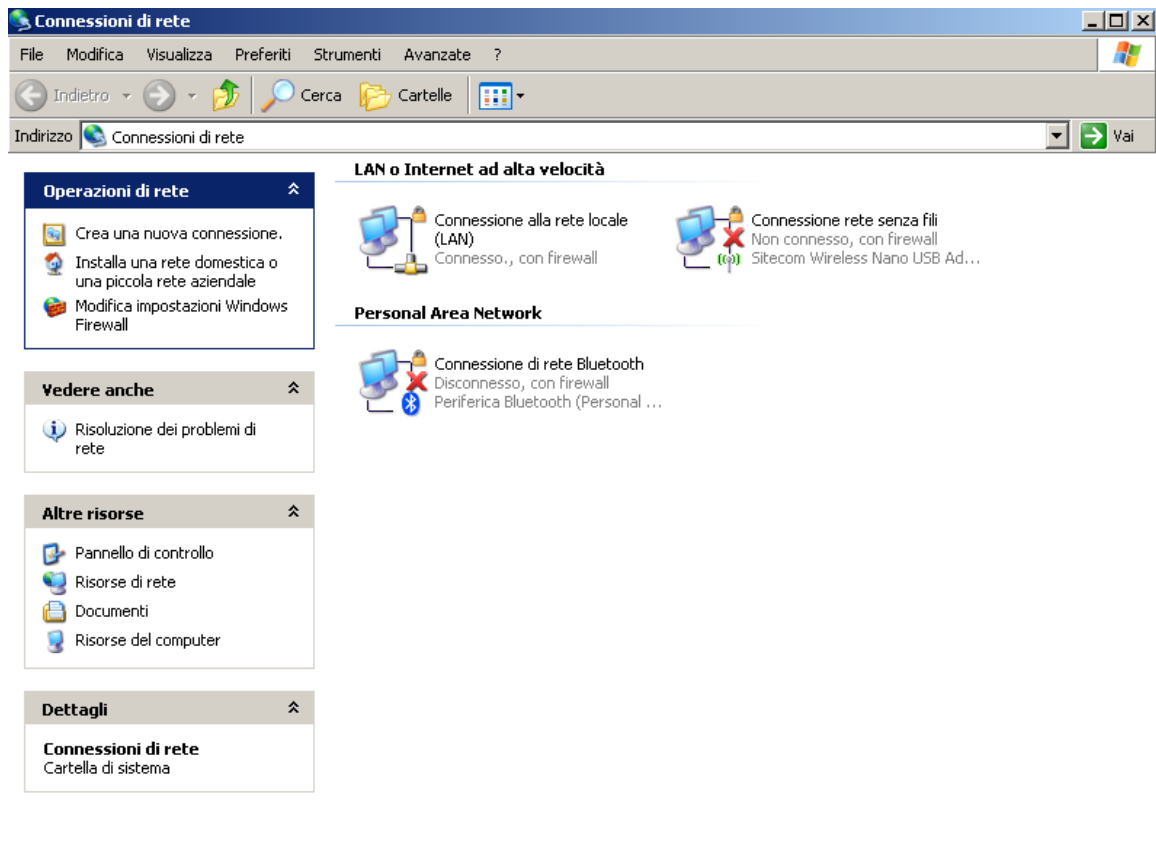 Connessioni di rete
File Modifica Visualizza Preferiti Strumenti Avanzate ?
Indietro Cerca Cartelle
Indirizzo Connessioni di rete Vai
Operazioni di rete
Crea una nuova connessione.
Installa una rete domestica o
una piccola rete aziendale
Modifica impostazioni Windows
Firewall
Vedere anche
Risoluzione dei problemi di
rete
Altre risorse
Pannello di controllo
Risorse di rete
Documenti
Risorse del computer
Dettagli
Connessioni di rete
Cartella di sistema
LAN o Internet ad alta velocità
Connessione alla rete locale
(LAN)
Connesso., con firewall
Connessione rete senza fili
Non connesso, con firewall
Sitecom Wireless Nano USB Ad...
Personal Area Network
Connessione di rete Bluetooth
Disconnesso, con firewall
Periferica Bluetooth (Personal ...